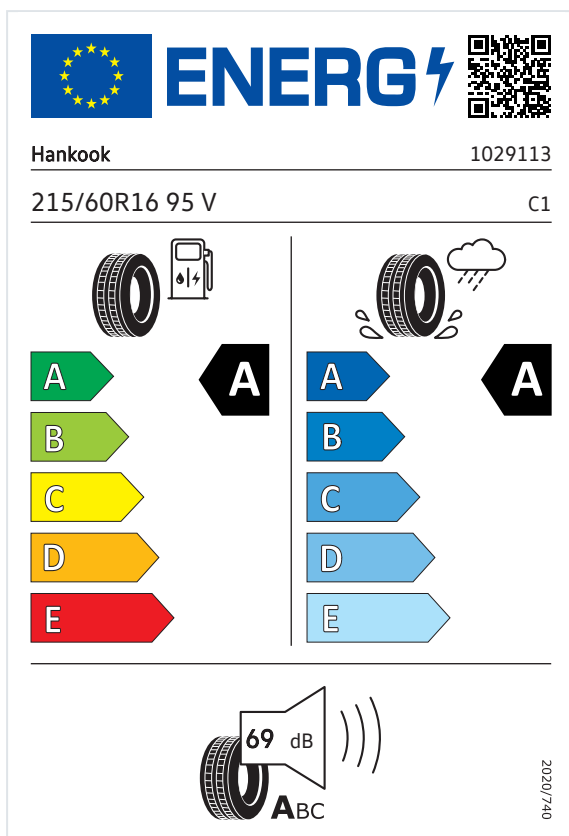 ENERG
Hankook 1029113
215/60R16 95 V C1
A A
A A
B B
C C
D D
E E
69 dB
ABC
2020/740